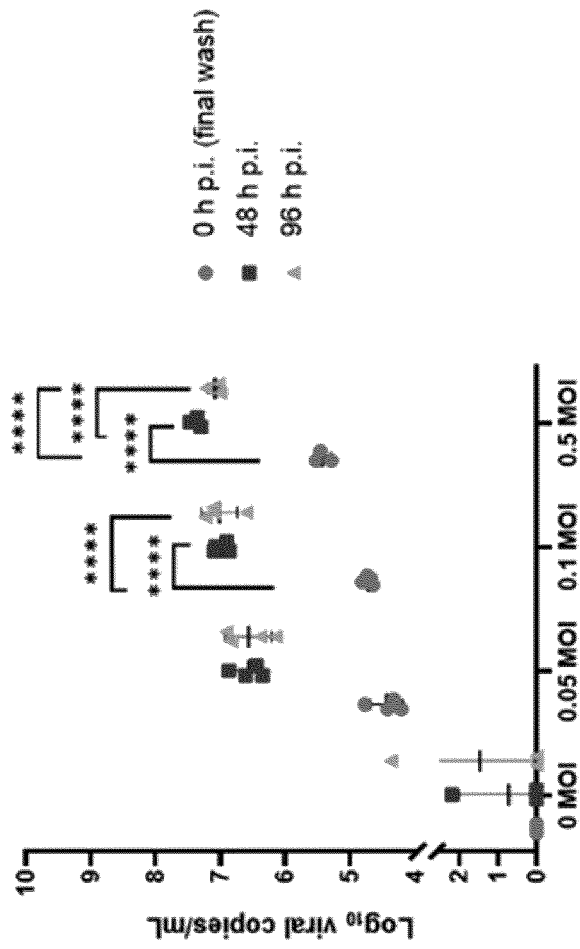 Log₁₀ viral copies/mL
10
9
8
7
6
5
4
2
1
0
****
****
****
****
****
0 MOI
0.05 MOI
0.1 MOI
0.5 MOI
0 h p.i. (final wash)
48 h p.i.
96 h p.i.